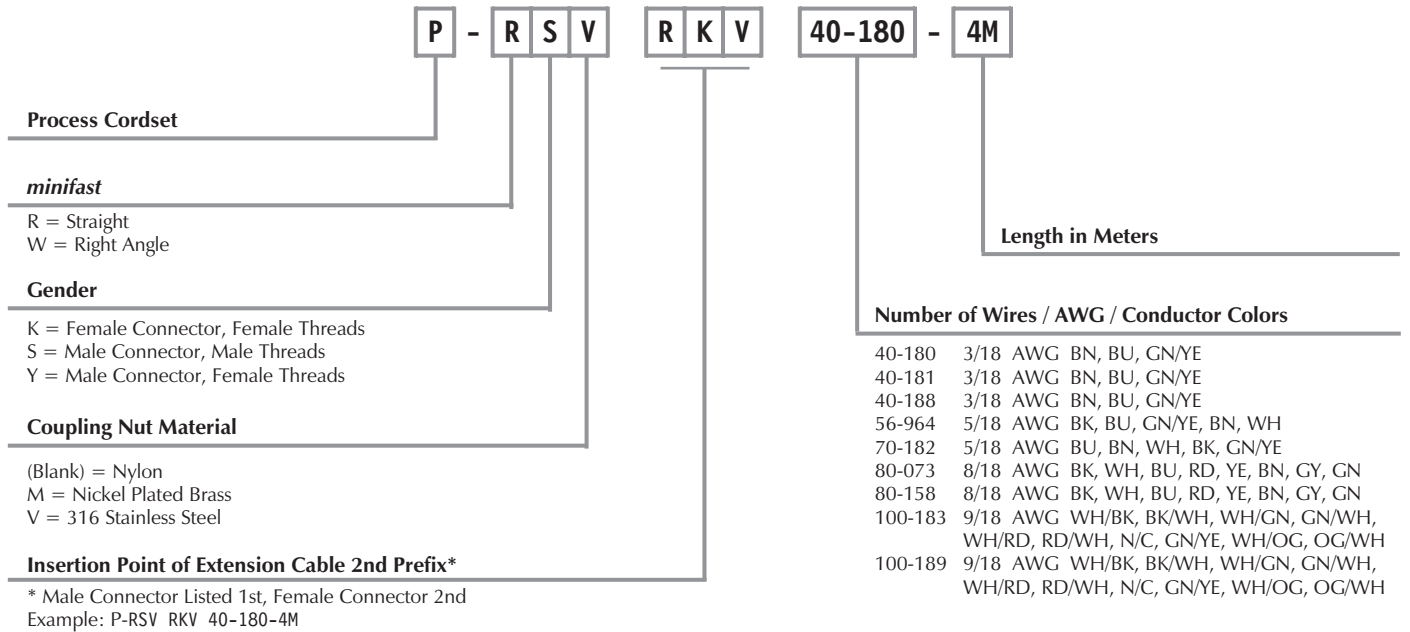 P - R S V R K V 40-180 - 4M
Process Cordset
minifast
R = Straight
W = Right Angle
Gender
K = Female Connector, Female Threads
S = Male Connector, Male Threads
Y = Male Connector, Female Threads
Coupling Nut Material
(Blank) = Nylon
M = Nickel Plated Brass
V = 316 Stainless Steel
Insertion Point of Extension Cable 2nd Prefix*
* Male Connector Listed 1st, Female Connector 2nd
Example: P-RSV RKV 40-180-4M
Length in Meters
Number of Wires / AWG / Conductor Colors
40-180 3/18 AWG BN, BU, GN/YE
40-181 3/18 AWG BN, BU, GN/YE
40-188 3/18 AWG BN, BU, GN/YE
56-964 5/18 AWG BK, BU, GN/YE, BN, WH
70-182 5/18 AWG BU, BN, WH, BK, GN/YE
80-073 8/18 AWG BK, WH, BU, RD, YE, BN, GY, GN
80-158 8/18 AWG BK, WH, BU, RD, YE, BN, GY, GN
100-183 9/18 AWG WH/BK, BK/WH, WH/GN, GN/WH,
WH/RD, RD/WH, N/C, GN/YE, WH/OG, OG/WH
100-189 9/18 AWG WH/BK, BK/WH, WH/GN, GN/WH,
WH/RD, RD/WH, N/C, GN/YE, WH/OG, OG/WH